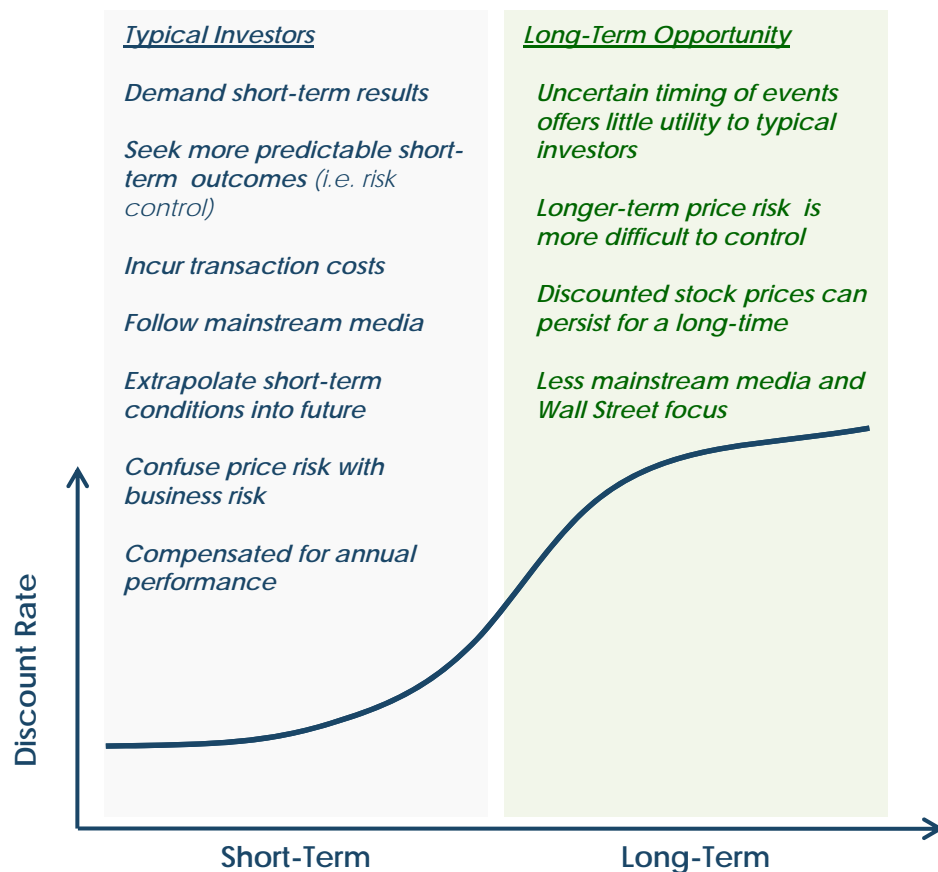 Typical Investors
Demand short-term results
Seek more predictable short-
term outcomes (i.e. risk
control)
Incur transaction costs
Follow mainstream media
Extrapolate short-term
conditions into future
Confuse price risk with
business risk
Compensated for annual
performance
Long-Term Opportunity
Uncertain timing of events
offers little utility to typical
investors
Longer-term price risk is
more difficult to control
Discounted stock prices can
persist for a long-time
Less mainstream media and
Wall Street focus
Discount Rate
Short-Term
Long-Term